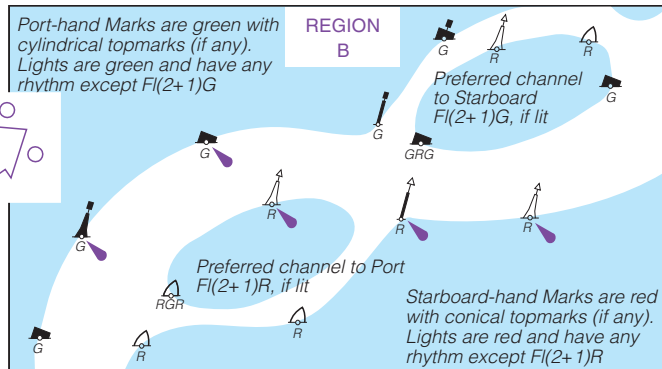 Port-hand Marks are green with
cylindrical topmarks (if any).
Lights are green and have any
rhythm except Fl(2+1)G
REGION
B
G
R
R
Preferred channel
to Starboard
Fl(2+1)G, if lit
G
G
GRG
G
R
R
R
G
Preferred channel to Port
Fl(2+1)R, if lit
RGR
R
G
R
Starboard-hand Marks are red
with conical topmarks (if any).
Lights are red and have any
rhythm except Fl(2+1)R